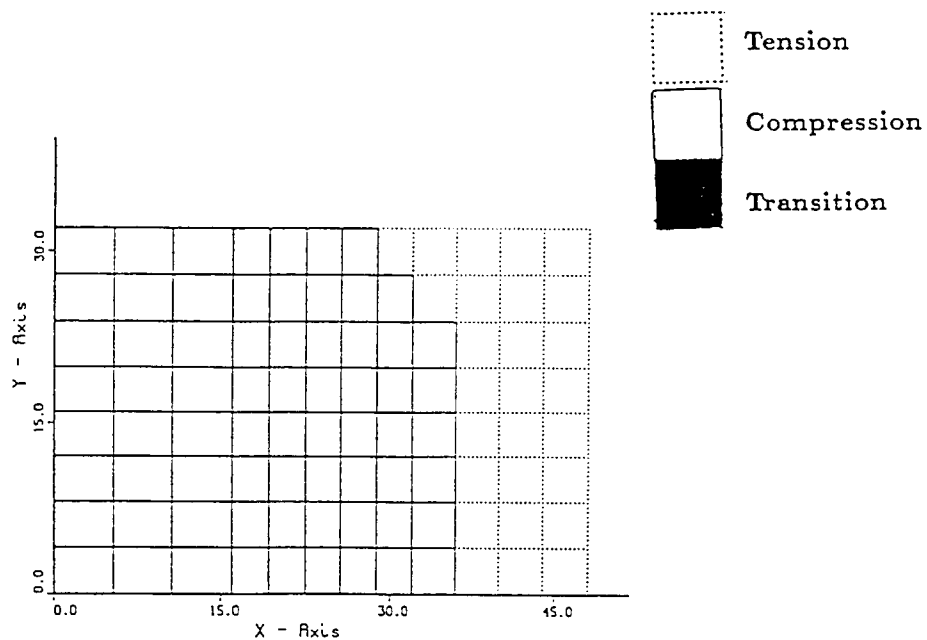 Tension
Compression
Transition
30.0
15.0
0.0
Y - Axis
0.0
15.0
30.0
45.0
X - Axis